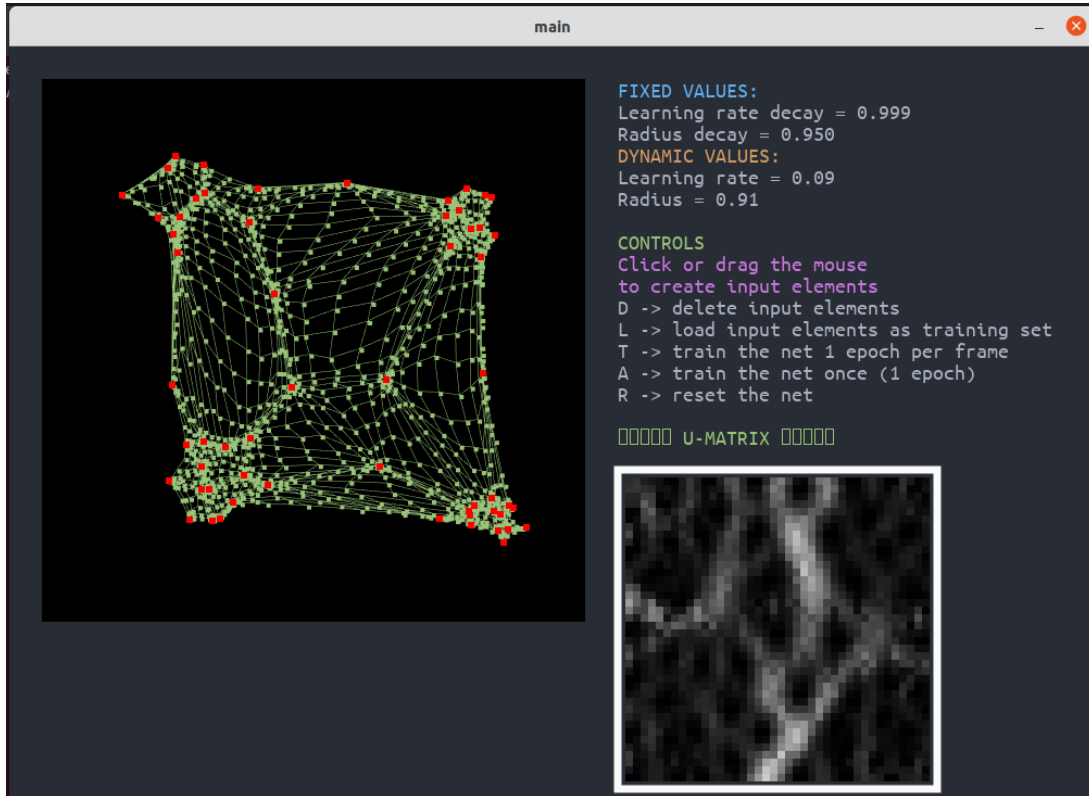 main
FIXED VALUES:
Learning rate decay = 0.999
Radius decay = 0.950
DYNAMIC VALUES:
Learning rate = 0.09
Radius = 0.91
CONTROLS
Click or drag the mouse
to create input elements
D -> delete input elements
L -> load input elements as training set
T -> train the net 1 epoch per frame
A -> train the net once (1 epoch)
R -> reset the net
▯▯▯▯▯ U-MATRIX ▯▯▯▯▯